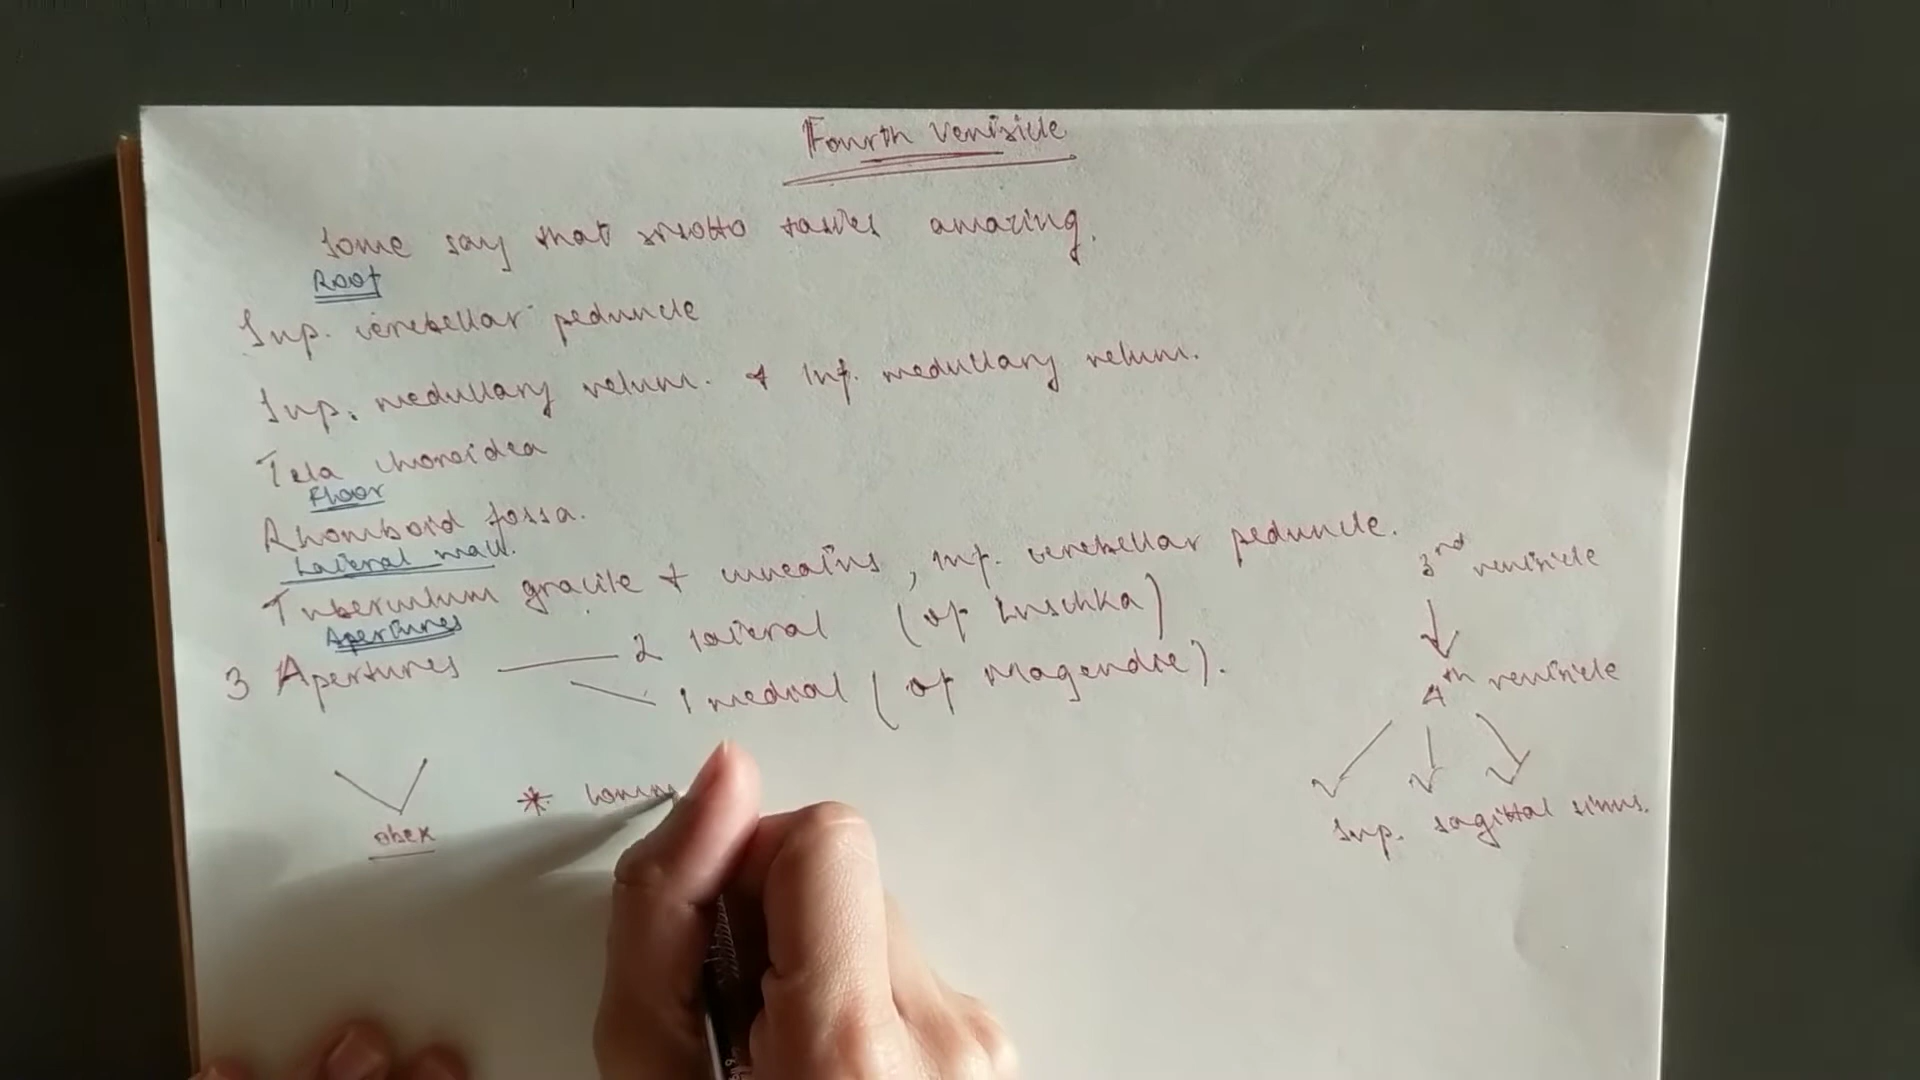 Fourth Ventricle
Some say that risotto tastes amazing.
Roof
Sup. cerebellar peduncle
Sup. medullary velum. & Inf. medullary velum.
Tela choroidea
Floor
Rhomboid fossa.
Lateral wall.
Tuberculum gracile & cuneatus, inf. cerebellar peduncle.
Apertures
3 Apertures 2 lateral (of Luschka)
1 medial (of Magendie).
obex
*
3rd ventricle
4th ventricle
Sup. sagittal sinus.